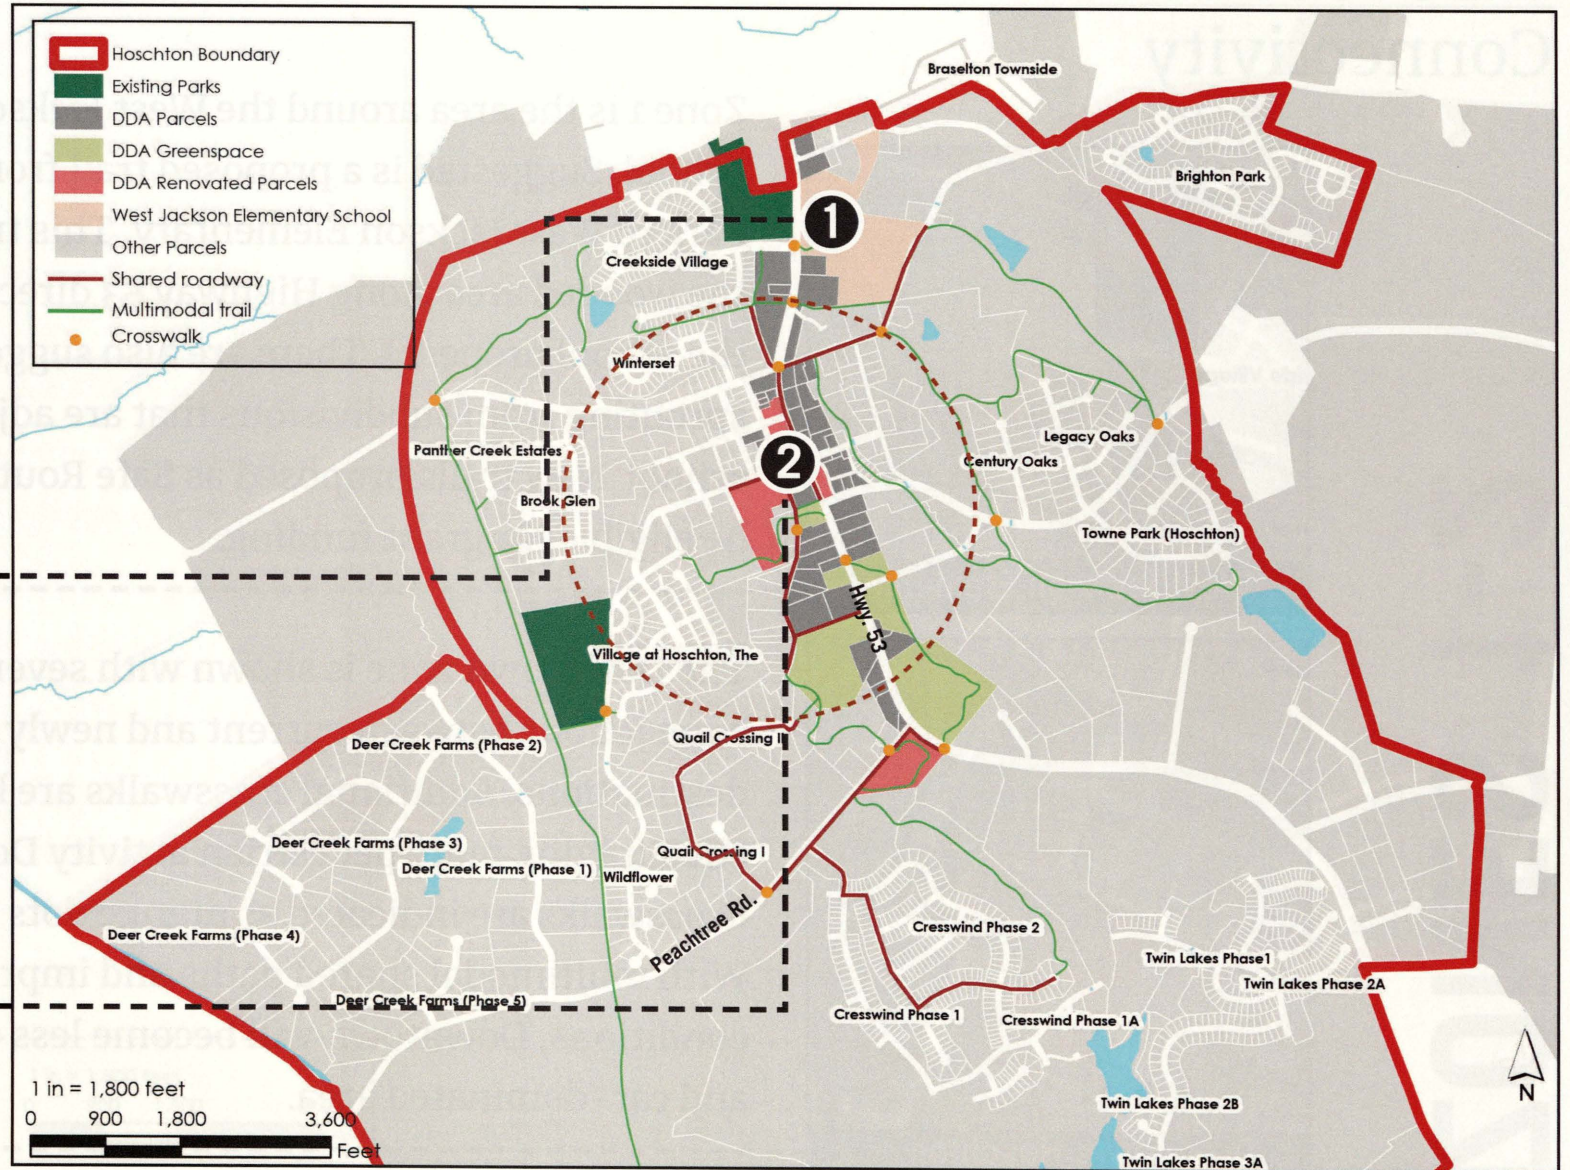 Hoschton Boundary
Existing Parks
DDA Parcels
DDA Greenspace
DDA Renovated Parcels
West Jackson Elementary School
Other Parcels
Shared roadway
Multimodal trail
Crosswalk
Braselton Townside
Brighton Park
1
Creekside Village
Winterset
Legacy Oaks
Panther Creek Estates
2
Century Oaks
Brook Glen
Towne Park (Hoschton)
Hwy. 53
Village at Hoschton, The
Quail Crossing II
Deer Creek Farms (Phase 2)
Deer Creek Farms (Phase 3)
Quail Crossing I
Deer Creek Farms (Phase 1)
Wildflower
Peachtree Rd.
Deer Creek Farms (Phase 4)
Cresswind Phase 2
Twin Lakes Phase1
Twin Lakes Phase 2A
Deer Creek Farms (Phase 5)
Cresswind Phase 1
Cresswind Phase 1A
Twin Lakes Phase 2B
Twin Lakes Phase 3A
1 in = 1,800 feet
0 900 1,800 3,600
Feet
N